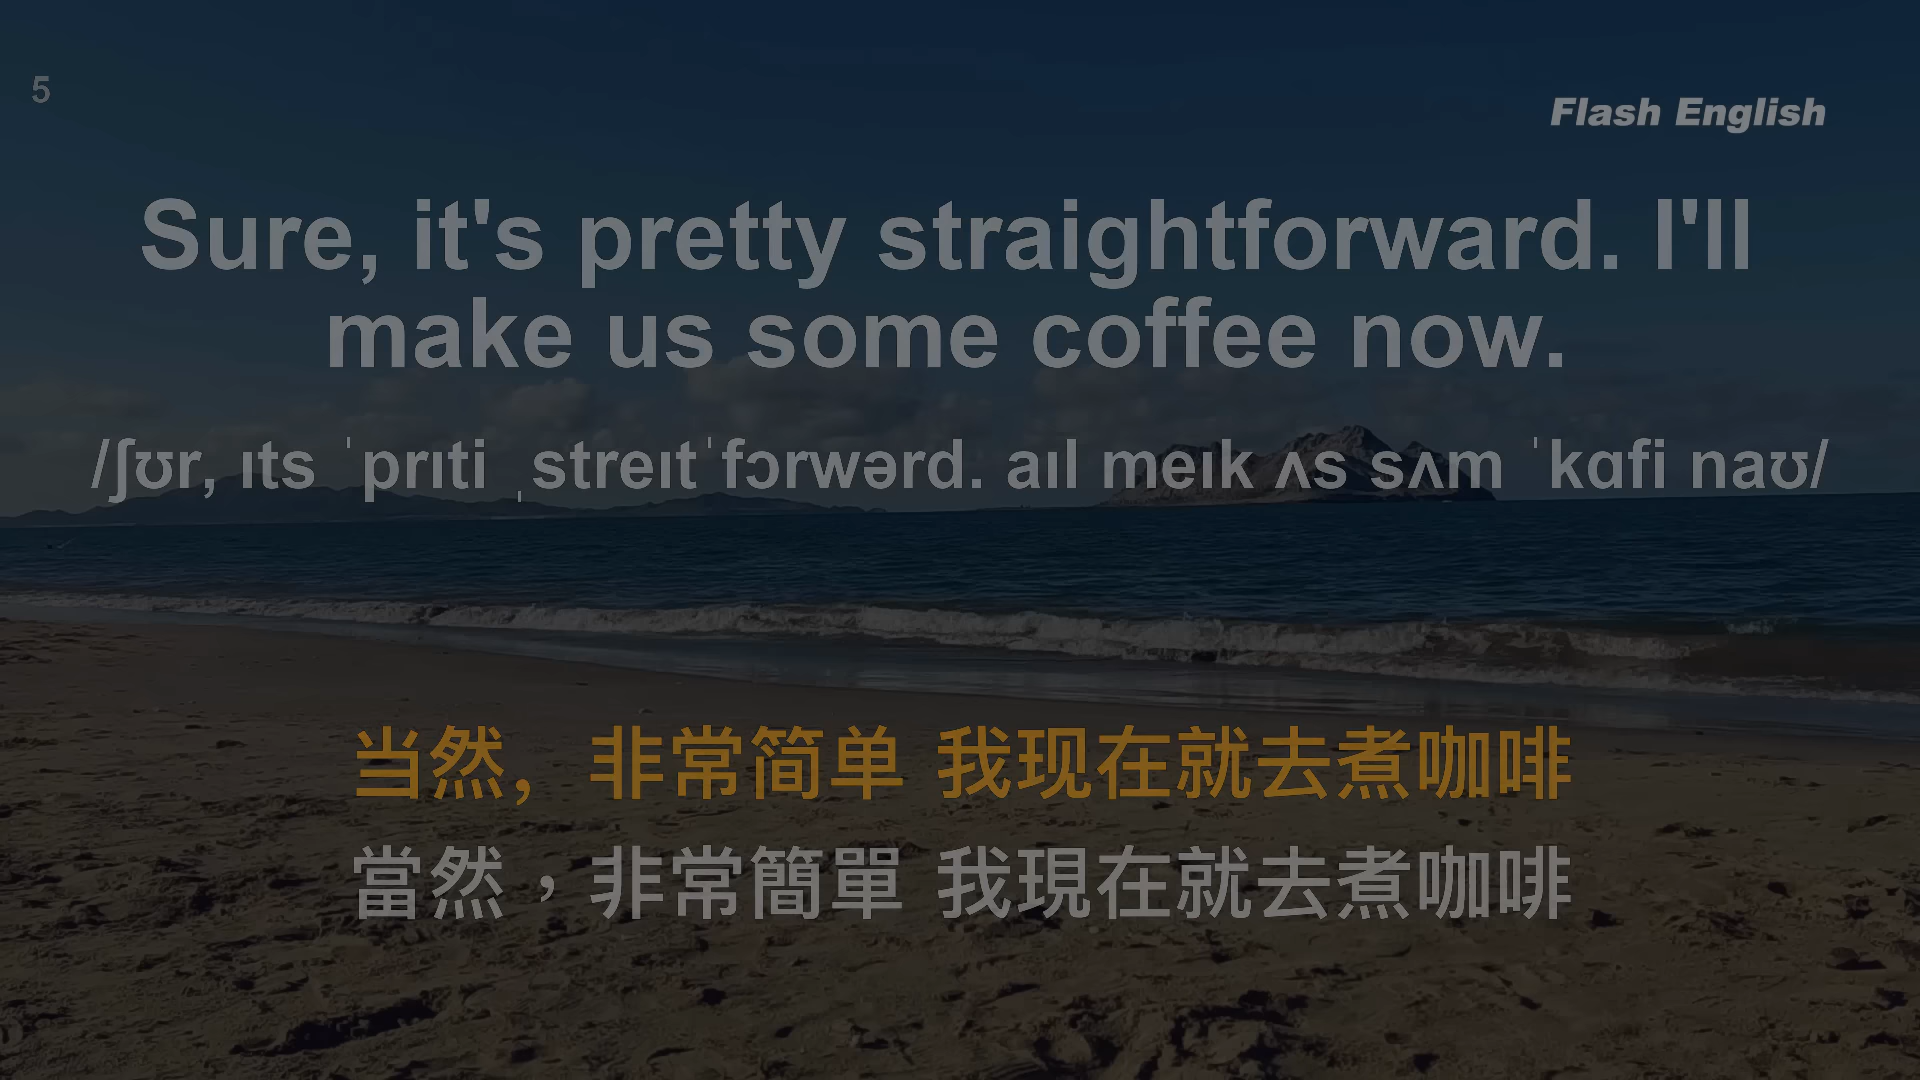 5
Flash English
Sure, it's pretty straightforward. I'll
make us some coffee now.
/ʃʊr, ɪts ˈprɪti ˌstreɪtˈfɔrwərd. aɪl meɪk ʌs sʌm ˈkɑfi naʊ/
当然，非常简单 我现在就去煮咖啡
當然，非常簡單 我現在就去煮咖啡